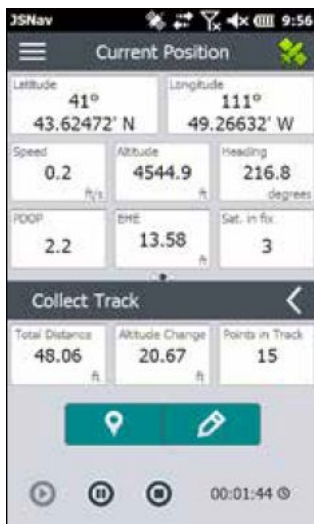 JSNav 9:56
Current Position
Latitude Longitude
41° 111°
43.62472' N 49.26632' W
Speed Altitude Heading
0.2 4544.9 216.8
ft/s ft degrees
PDOP EHE Sat. in fix
2.2 13.58 3
ft
Collect Track
Total Distance Altitude Change Points in Track
48.06 20.67 15
ft ft
00:01:44